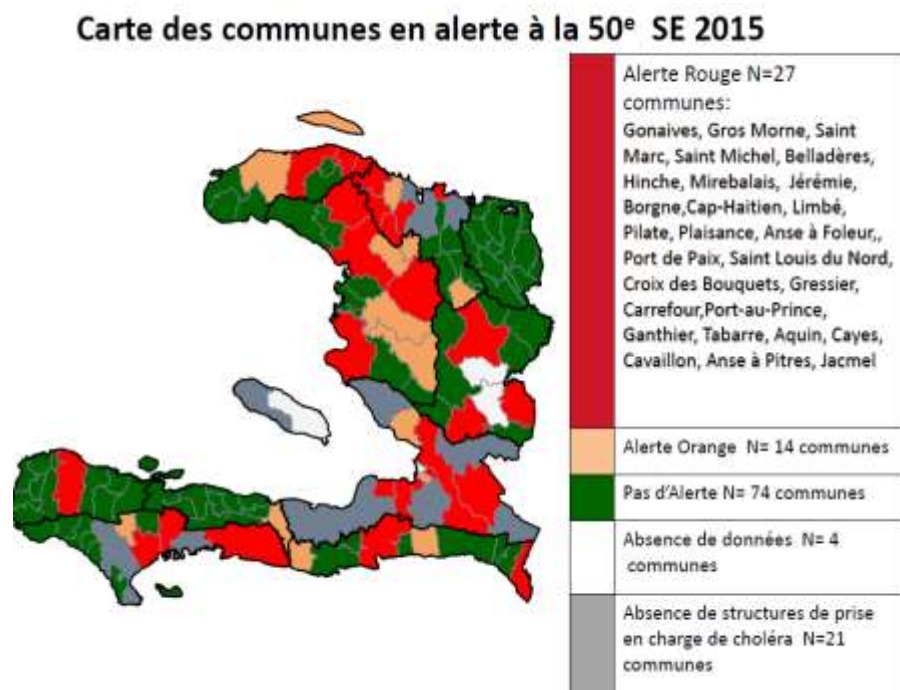 Carte des communes en alerte à la 50e SE 2015
Alerte Rouge N=27
communes:
Gonaives, Gros Morne, Saint
Marc, Saint Michel, Belladères,
Hinche, Mirebalais, Jérémie,
Borgne,Cap-Haitien, Limbé,
Pilate, Plaisance, Anse à Foleur,,
Port de Paix, Saint Louis du Nord,
Croix des Bouquets, Gressier,
Carrefour,Port-au-Prince,
Ganthier, Tabarre, Aquin, Cayes,
Cavaillon, Anse à Pitres, Jacmel
Alerte Orange N= 14 communes
Pas d'Alerte N= 74 communes
Absence de données N= 4
communes
Absence de structures de prise
en charge de choléra N=21
communes